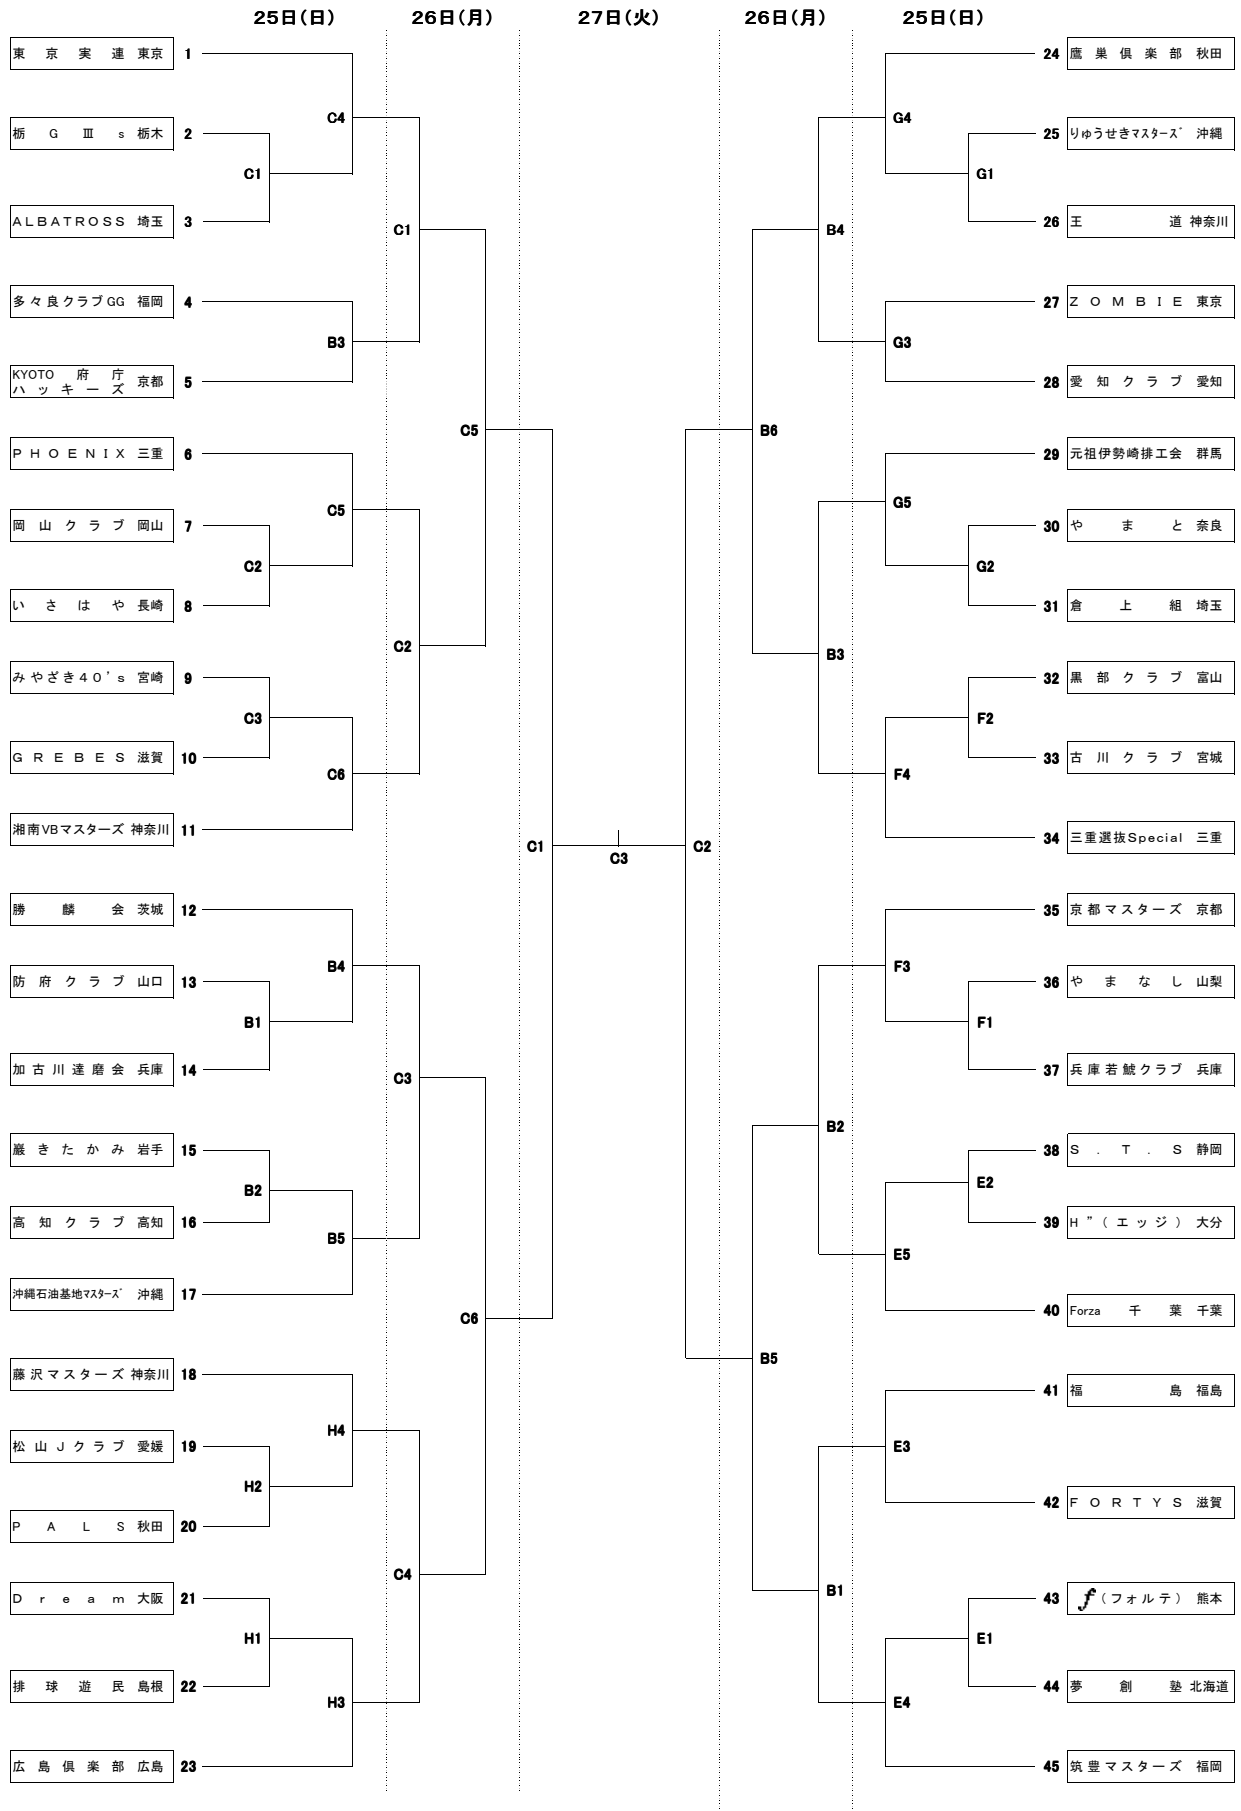 25日（日） 26日（月） 27日（火） 26日（月） 25日（日）
東京実連 東京 1
C4
栃GⅢs 栃木 2
C1
ALBATROSS 埼玉 3
C1
多々良クラブGG 福岡 4
B3
KYOTO府庁
ハッキーズ 京都 5
C5
PHOENIX 三重 6
C5
岡山クラブ 岡山 7
C2
いさはや 長崎 8
C2
みやざき40's 宮崎 9
C3
GREBES 滋賀 10
C6
湘南VBマスターズ 神奈川 11
C1
C3
C2
勝麟会 茨城 12
B4
防府クラブ 山口 13
B1
加古川達磨会 兵庫 14
C3
巌きたかみ 岩手 15
B2
高知クラブ 高知 16
B5
沖縄石油基地マスターズ 沖縄 17
C6
藤沢マスターズ 神奈川 18
H4
松山Jクラブ 愛媛 19
H2
PALS 秋田 20
C4
Dream 大阪 21
H1
排球遊民 島根 22
H3
広島倶楽部 広島 23
24 鷹巣倶楽部 秋田
G4
25 りゅうせきマスターズ 沖縄
G1
26 王道 神奈川
B4
27 ZOMBIE 東京
G3
28 愛知クラブ 愛知
B6
29 元祖伊勢崎排工会 群馬
G5
30 やまと 奈良
G2
31 倉上組 埼玉
B3
32 黒部クラブ 富山
F2
33 古川クラブ 宮城
F4
34 三重選抜Special 三重
35 京都マスターズ 京都
F3
36 やまなし 山梨
F1
37 兵庫若鯱クラブ 兵庫
B2
38 S.T.S 静岡
E2
39 H”（エッジ） 大分
E5
40 Forza千葉 千葉
B5
41 福島 福島
E3
42 FORTYS 滋賀
B1
43 f（フォルテ） 熊本
E1
44 夢創塾 北海道
E4
45 筑豊マスターズ 福岡